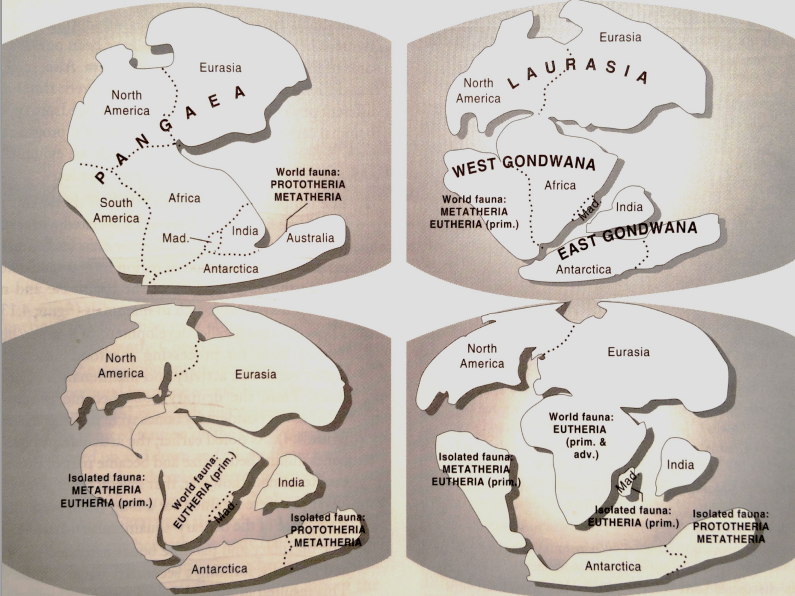 Eurasia
North
America
PANGAEA
World fauna:
PROTOTHERIA
METATHERIA
South
America
Africa
Mad.
India
Australia
Antarctica
Eurasia
North
America
LAURASIA
WEST GONDWANA
Africa
World fauna:
METATHERIA
EUTHERIA (prim.)
Mad.
India
EAST GONDWANA
Antarctica
North
America
Eurasia
Isolated fauna:
METATHERIA
EUTHERIA (prim.)
World fauna:
EUTHERIA (prim.)
Mad.
India
Isolated fauna:
PROTOTHERIA
METATHERIA
Antarctica
North
America
Eurasia
World fauna:
EUTHERIA
(prim. &
adv.)
Isolated fauna:
METATHERIA
EUTHERIA (prim.)
India
Mad.
Isolated fauna:
EUTHERIA (prim.)
Isolated fauna:
PROTOTHERIA
METATHERIA
Antarctica